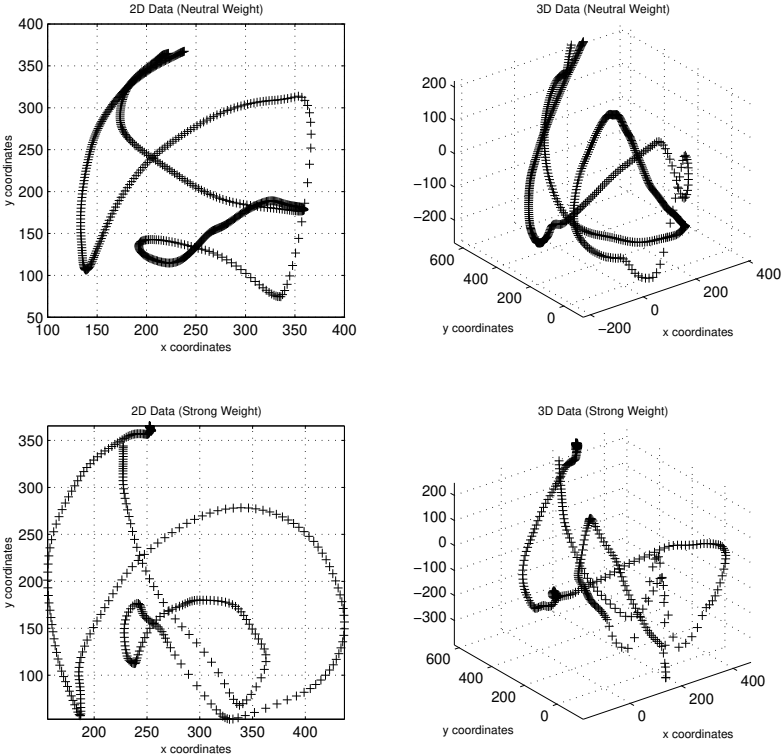 2D Data (Neutral Weight)
400
350
300
250
200
150
100
50
100 150 200 250 300 350 400
y coordinates
x coordinates
3D Data (Neutral Weight)
200
100
0
−100
−200
600
400
200
0
−200
0
200
400
y coordinates
x coordinates
2D Data (Strong Weight)
350
300
250
200
150
100
200 250 300 350 400
y coordinates
x coordinates
3D Data (Strong Weight)
200
100
0
−100
−200
−300
600
400
200
0
0
200
400
y coordinates
x coordinates